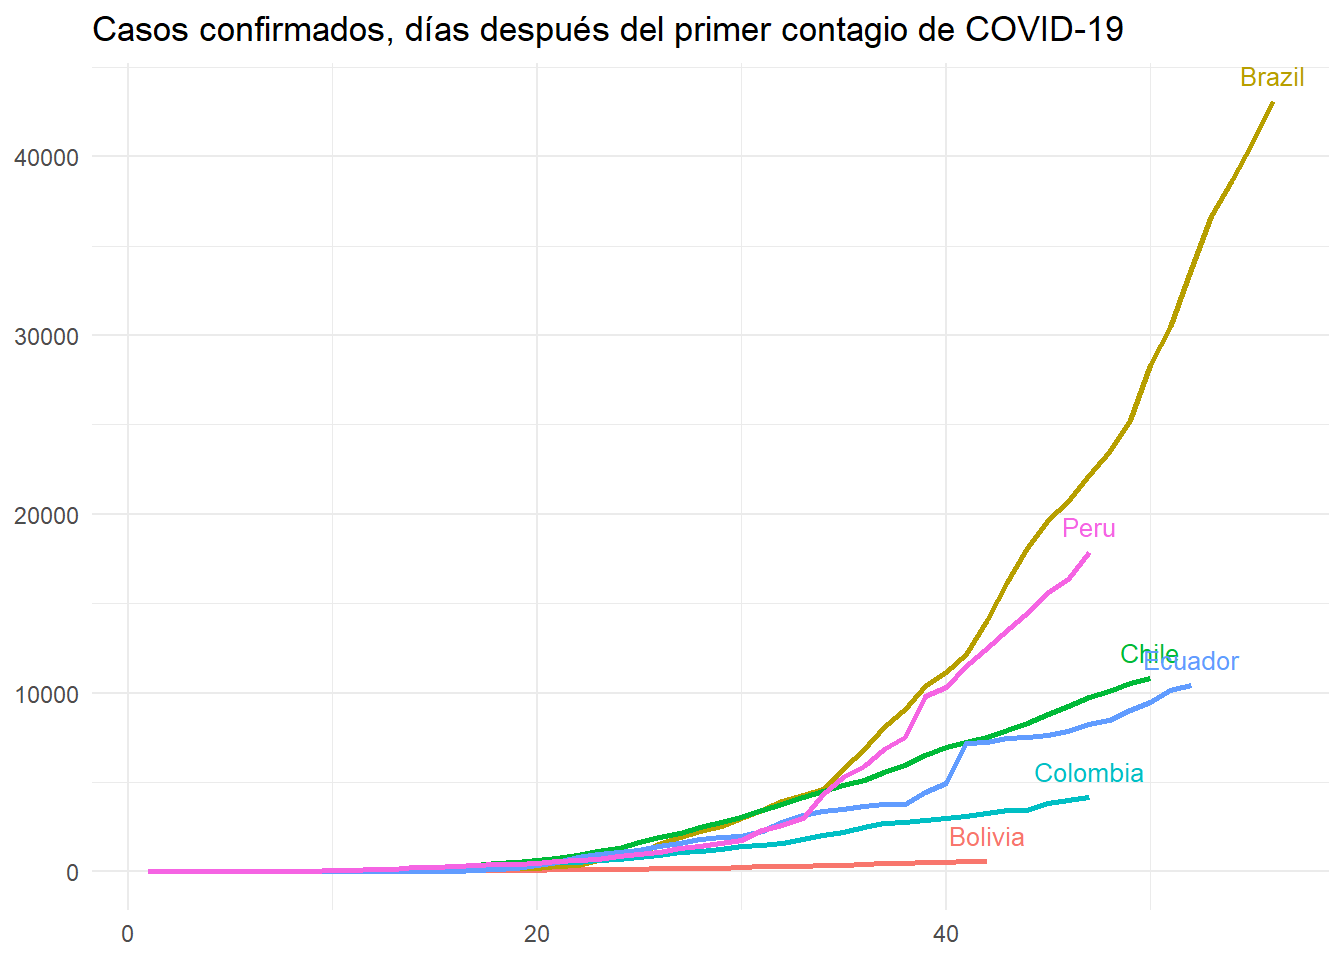 Casos confirmados, días después del primer contagio de COVID-19
Brazil
40000
30000
20000
Peru
Chile
Ecuador
10000
Colombia
Bolivia
0
0
20
40